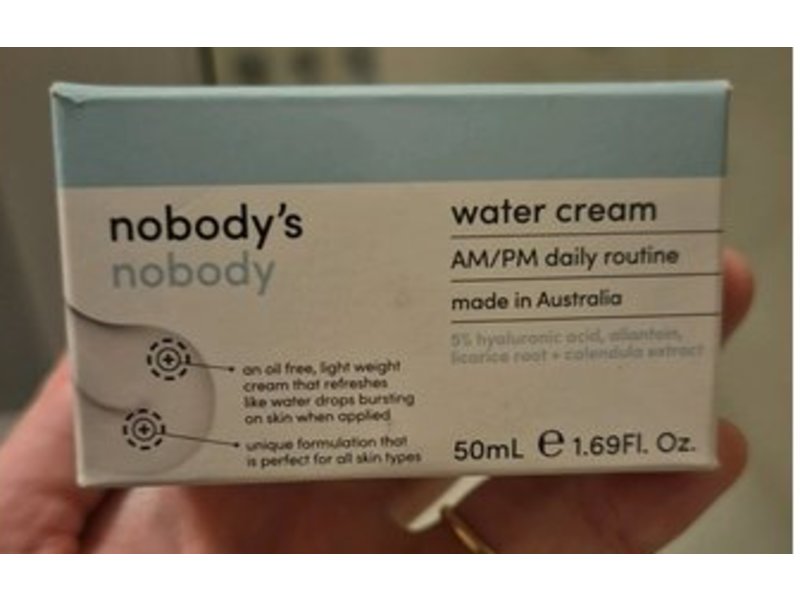 nobody's
nobody
water cream
AM/PM daily routine
made in Australia
5% hyaluronic acid, allantoin,
licorice root + calendula extract
an oil free, light weight
cream that refreshes
like water drops bursting
on skin when applied
unique formulation that
is perfect for all skin types
50mL ℮ 1.69Fl. Oz.